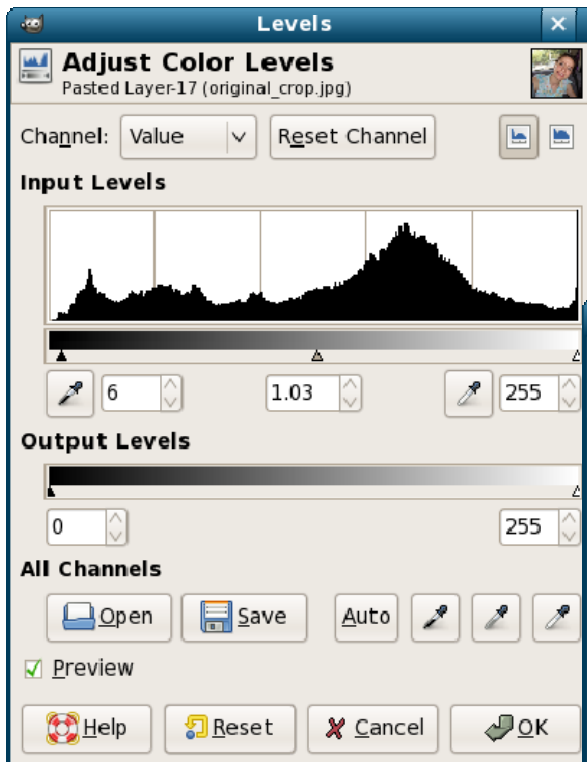 Levels
Adjust Color Levels
Pasted Layer-17 (original_crop.jpg)
Channel: Value Reset Channel
Input Levels
6 1.03 255
Output Levels
0 255
All Channels
Open Save Auto
Preview
Help Reset Cancel OK